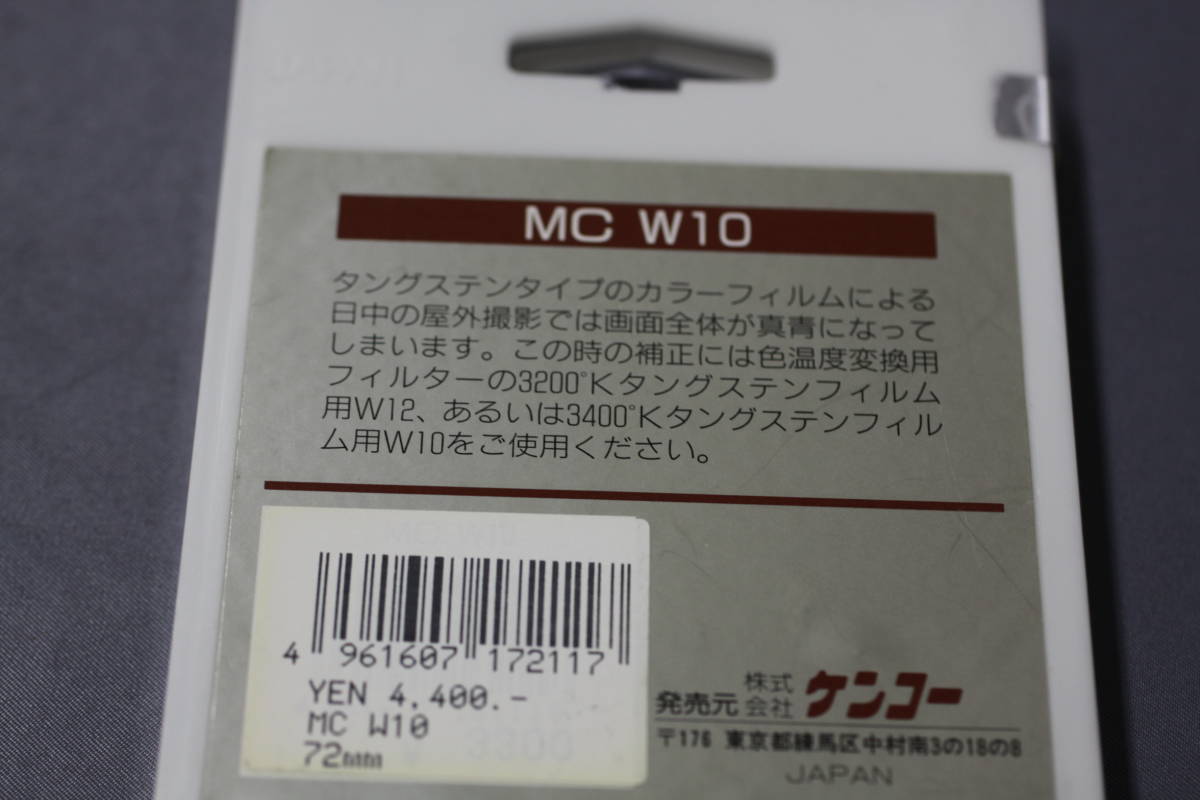 MC W10
タングステンタイプのカラーフィルムによる
日中の屋外撮影では画面全体が真青になって
しまいます。この時の補正には色温度変換用
フィルターの3200°Kタングステンフィルム
用W12、あるいは3400°Kタングステンフィル
ム用W10をご使用ください。
4 961607 172117
YEN 4,400.-
MC W10
72mm
発売元 株式会社 ケンコー
〒176 東京都練馬区中村南3の18の8
JAPAN